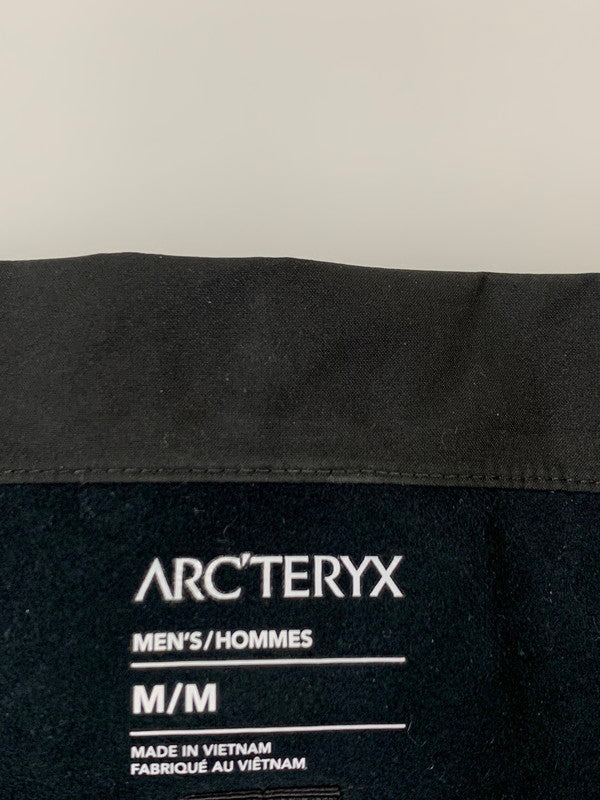 ARC'TERYX
MEN'S/HOMMES
M/M
MADE IN VIETNAM
FABRIQUÉ AU VIÊTNAM